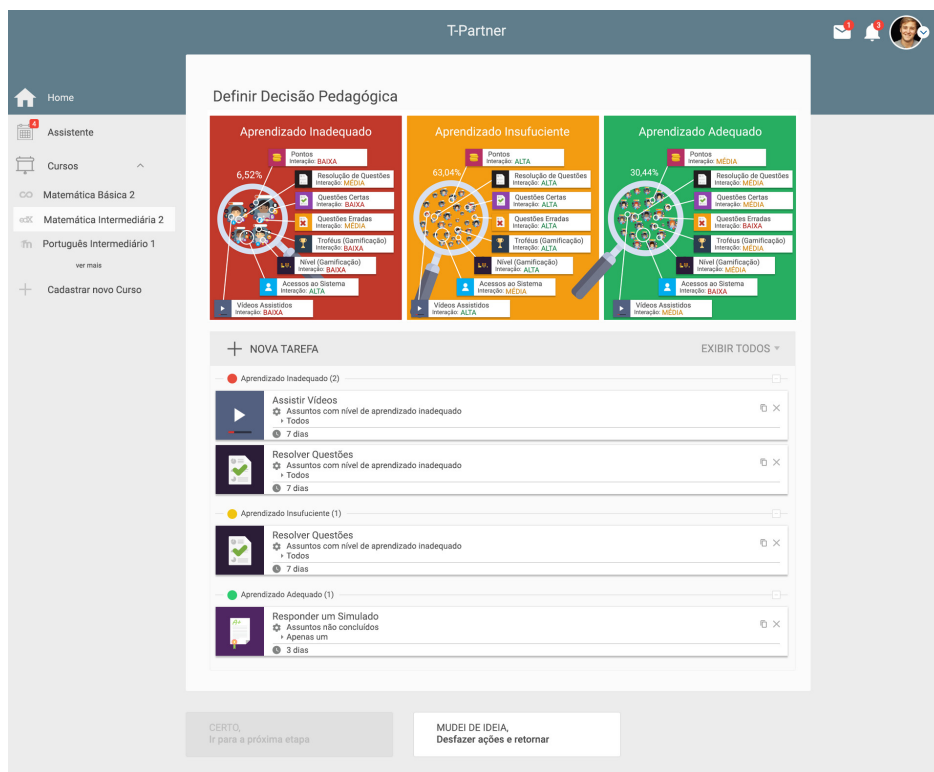 T-Partner
1
3
Home
4
Assistente
Cursos
Matemática Básica 2
Matemática Intermediária 2
Português Intermediário 1
ver mais
Cadastrar novo Curso
Definir Decisão Pedagógica
Aprendizado Inadequado
6,52%
Pontos
Interação: BAIXA
Resolução de Questões
Interação: MÉDIA
Questões Certas
Interação: BAIXA
Questões Erradas
Interação: MÉDIA
Troféus (Gamificação)
Interação: BAIXA
LV.
Nível (Gamificação)
Interação: BAIXA
Acessos ao Sistema
Interação: ALTA
Vídeos Assistidos
Interação: BAIXA
Aprendizado Insufuciente
63,04%
Pontos
Interação: ALTA
Resolução de Questões
Interação: ALTA
Questões Certas
Interação: ALTA
Questões Erradas
Interação: ALTA
Troféus (Gamificação)
Interação: ALTA
LV.
Nível (Gamificação)
Interação: ALTA
Acessos ao Sistema
Interação: MÉDIA
Vídeos Assistidos
Interação: ALTA
Aprendizado Adequado
30,44%
Pontos
Interação: MÉDIA
Resolução de Questões
Interação: MÉDIA
Questões Certas
Interação: MÉDIA
Questões Erradas
Interação: BAIXA
Troféus (Gamificação)
Interação: MÉDIA
LV.
Nível (Gamificação)
Interação: MÉDIA
Acessos ao Sistema
Interação: BAIXA
Vídeos Assistidos
Interação: MÉDIA
NOVA TAREFA
EXIBIR TODOS
Aprendizado Inadequado (2)
Assistir Vídeos
Assuntos com nível de aprendizado inadequado
Todos
7 dias
Resolver Questões
Assuntos com nível de aprendizado inadequado
Todos
7 dias
Aprendizado Insufuciente (1)
Resolver Questões
Assuntos com nível de aprendizado inadequado
Todos
7 dias
Aprendizado Adequado (1)
A+
Responder um Simulado
Assuntos não concluídos
Apenas um
3 dias
CERTO,
Ir para a próxima etapa
MUDEI DE IDEIA,
Desfazer ações e retornar